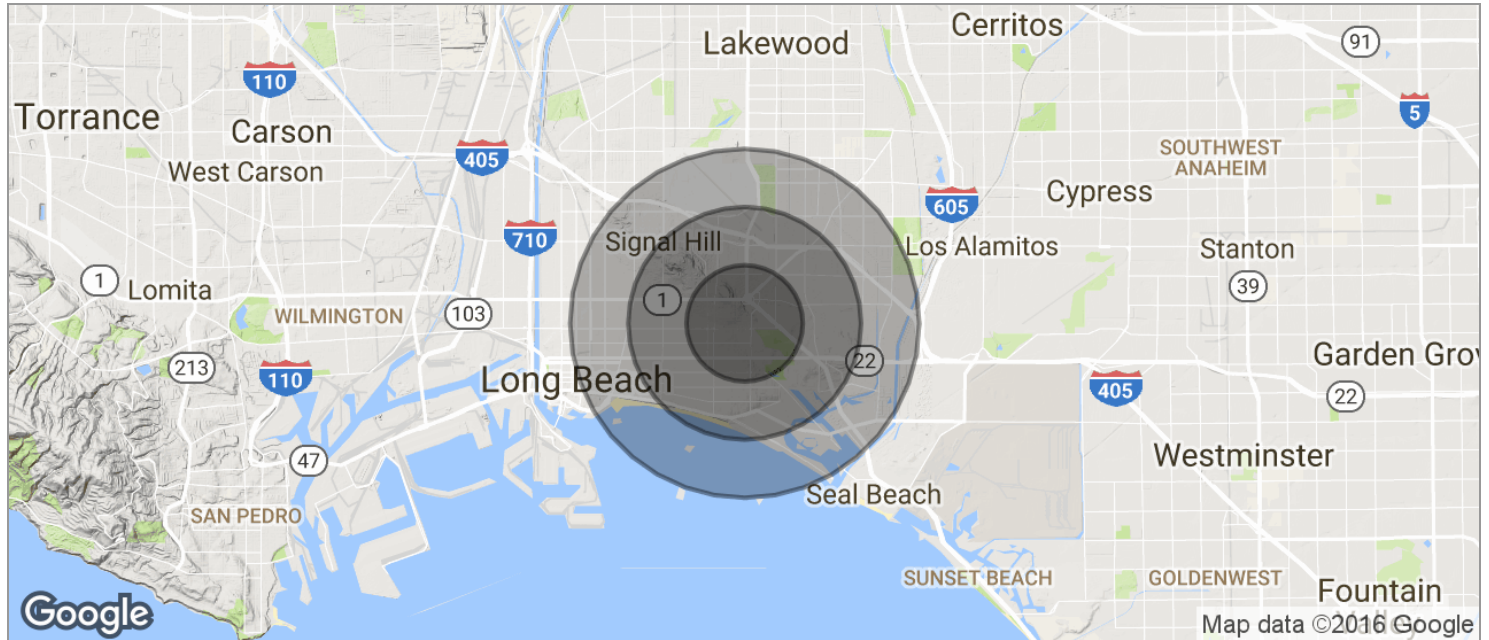 Cerritos
Lakewood
91
110
5
Torrance
Carson
405
SOUTHWEST
ANAHEIM
West Carson
Cypress
605
710
Signal Hill
Los Alamitos
Stanton
1
Lomita
39
1
WILMINGTON
103
Garden Gro
22
213
110
Long Beach
405
22
47
Westminster
Seal Beach
SAN PEDRO
SUNSET BEACH
GOLDENWEST
Fountain
Valley
Google
Map data ©2016 Google